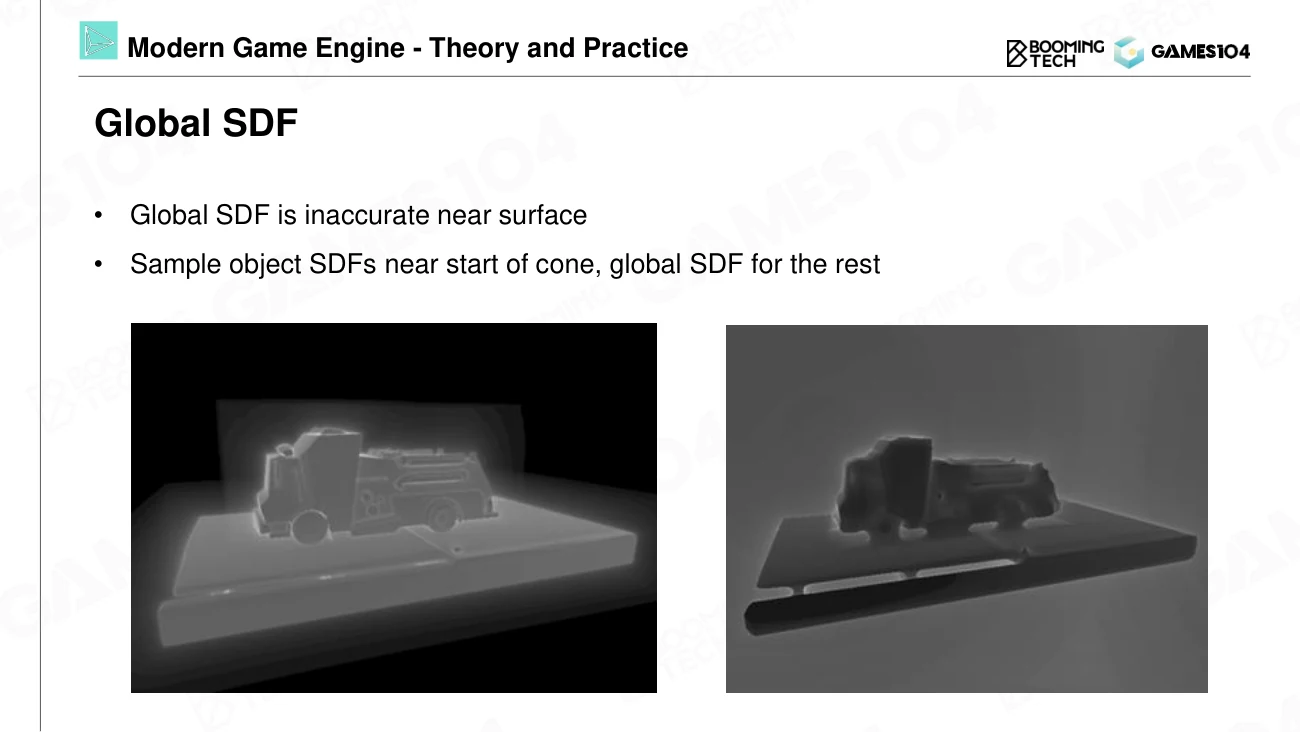 Modern Game Engine - Theory and Practice
BOOMING
TECH
GAMES104
Global SDF
• Global SDF is inaccurate near surface
• Sample object SDFs near start of cone, global SDF for the rest